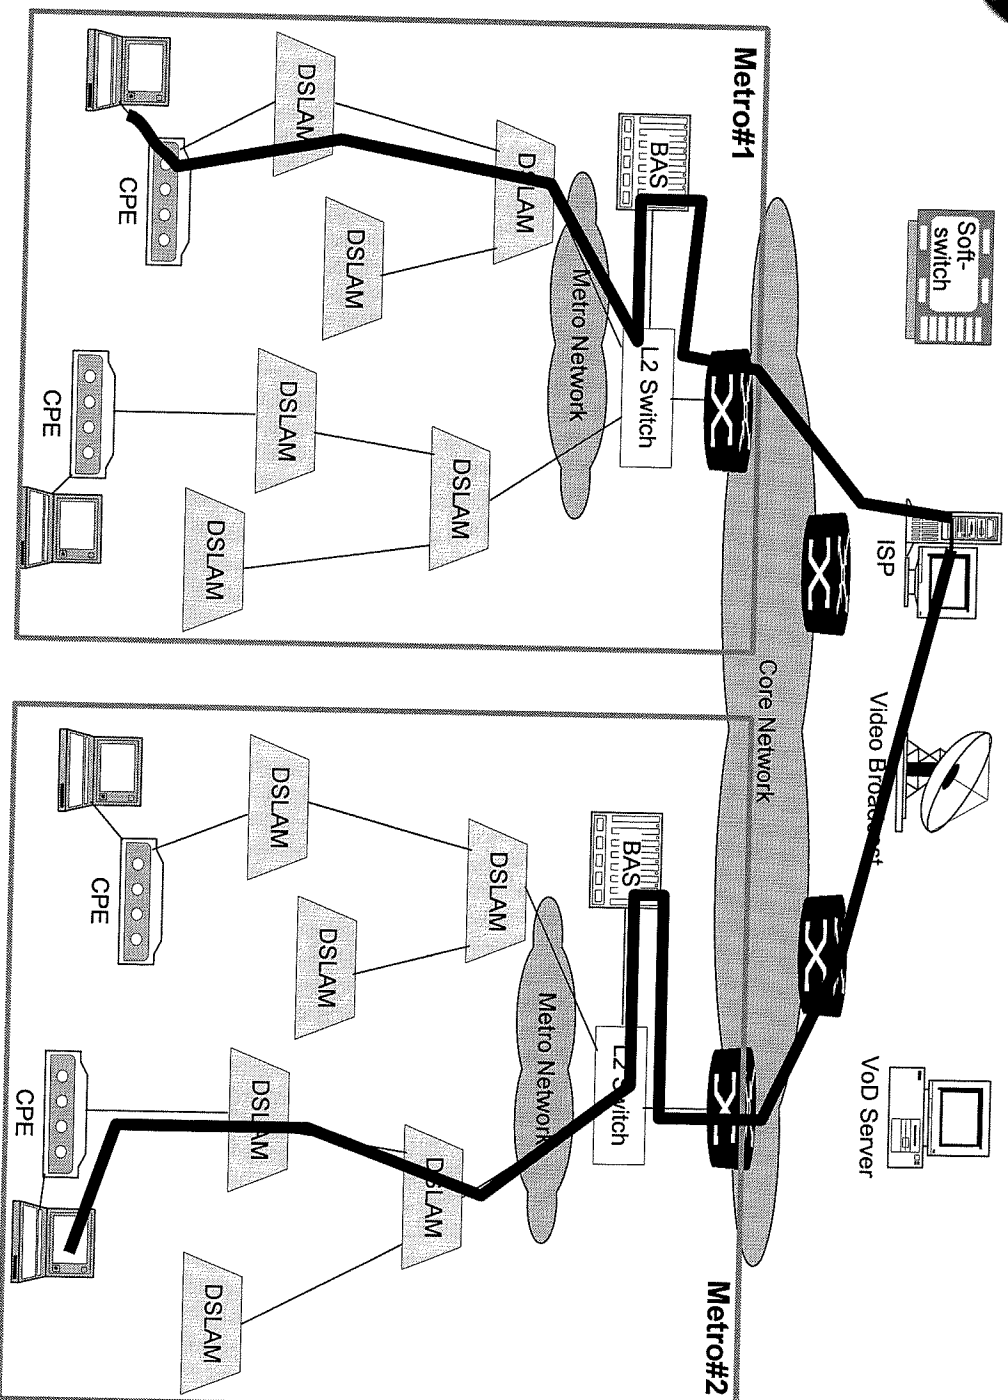 Soft-
switch
ISP
Video Broadcast
VoD Server
Core Network
Metro#1
BAS
L2 Switch
Metro Network
DSLAM
DSLAM
DSLAM
DSLAM
DSLAM
DSLAM
CPE
CPE
Metro#2
BAS
L2 Switch
Metro Network
DSLAM
DSLAM
DSLAM
DSLAM
DSLAM
DSLAM
CPE
CPE